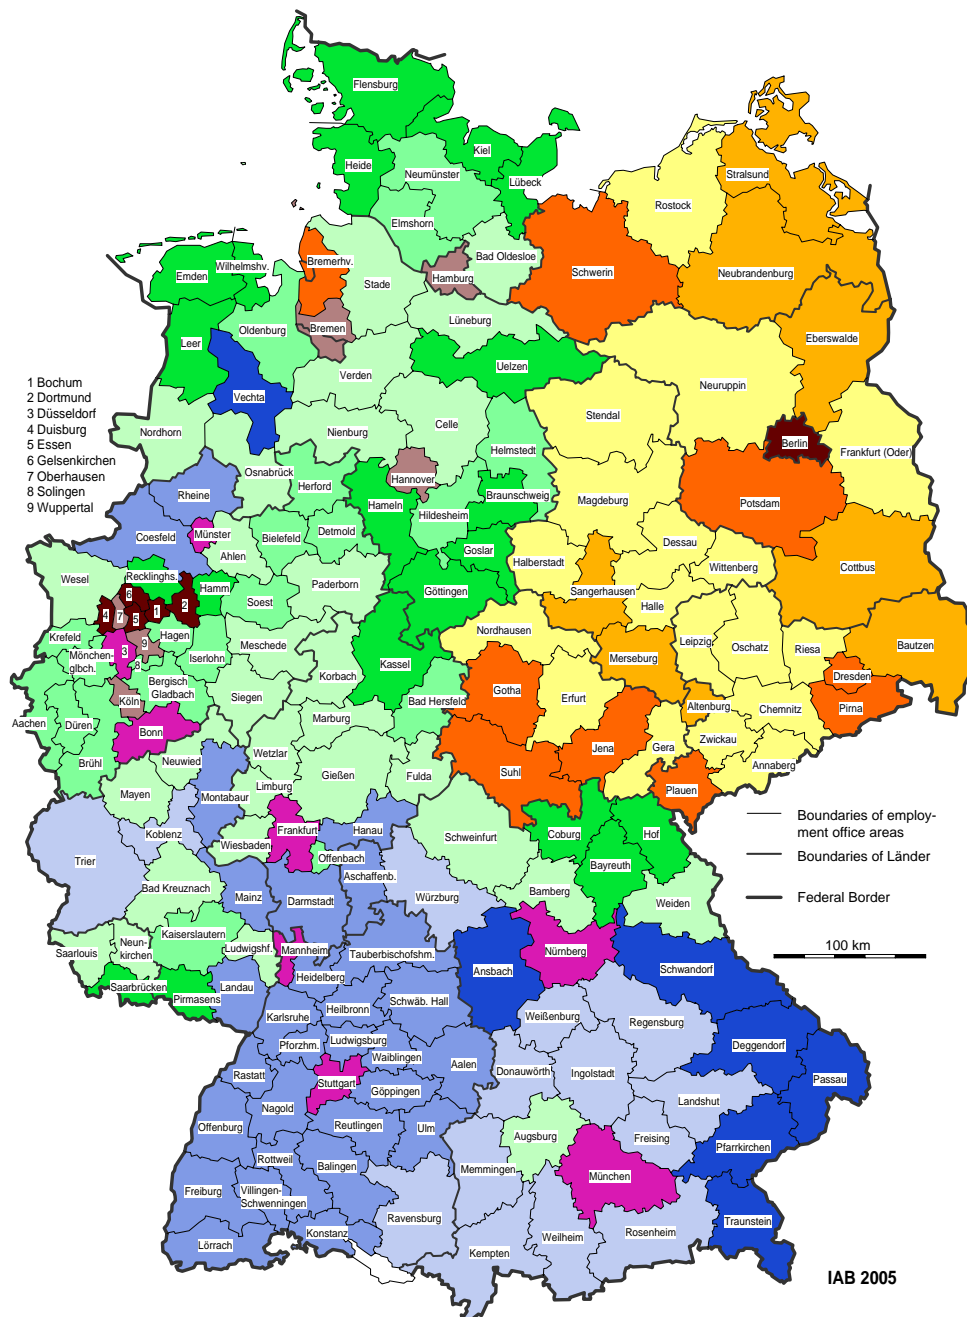 Flensburg
Kiel
Heide
Neumünster
Lübeck
Stralsund
Rostock
Elmshorn
Bad Oldesloe
Wilhelmshv.
Emden
Bremerhv.
Stade
Hamburg
Schwerin
Neubrandenburg
Lüneburg
Oldenburg
Bremen
Leer
Eberswalde
Uelzen
Verden
Neuruppin
1 Bochum
2 Dortmund
3 Düsseldorf
4 Duisburg
5 Essen
6 Gelsenkirchen
7 Oberhausen
8 Solingen
9 Wuppertal
Vechta
Stendal
Celle
Nordhorn
Nienburg
Berlin
Helmstedt
Frankfurt (Oder)
Osnabrück
Herford
Hannover
Rheine
Braunschweig
Magdeburg
Potsdam
Hameln
Hildesheim
Münster
Coesfeld
Bielefeld
Detmold
Dessau
Ahlen
Goslar
Halberstadt
Wittenberg
Cottbus
Wesel
Recklinghs.
Hamm
Paderborn
Göttingen
Sangerhausen
Soest
Halle
6
4
7
5
1
2
Krefeld
Hagen
Nordhausen
Leipzig
Oschatz
Riesa
Bautzen
9
3
Mönchen-
glbch.
8
Iserlohn
Meschede
Merseburg
Kassel
Korbach
Dresden
Bergisch
Gladbach
Siegen
Köln
Bad Hersfeld
Gotha
Erfurt
Altenburg
Chemnitz
Pirna
Aachen
Düren
Bonn
Marburg
Zwickau
Brühl
Neuwied
Wetzlar
Gießen
Fulda
Suhl
Jena
Gera
Annaberg
Mayen
Montabaur
Limburg
Plauen
Koblenz
Frankfurt
Hanau
Schweinfurt
Coburg
Hof
Boundaries of employ-
ment office areas
Wiesbaden
Offenbach
Trier
Aschaffenb.
Bayreuth
Boundaries of Länder
Bad Kreuznach
Mainz
Darmstadt
Würzburg
Bamberg
Weiden
Federal Border
Kaiserslautern
Saarlouis
Neun-
kirchen
Ludwigshf.
Mannheim
Tauberbischofshm.
Nürnberg
100 km
Ansbach
Schwandorf
Saarbrücken
Pirmasens
Landau
Heidelberg
Schwäb. Hall
Karlsruhe
Heilbronn
Weißenburg
Regensburg
Pforzhm.
Ludwigsburg
Waiblingen
Aalen
Deggendorf
Donauwörth
Ingolstadt
Passau
Rastatt
Stuttgart
Göppingen
Nagold
Landshut
Offenburg
Reutlingen
Ulm
Augsburg
Freising
Pfarrkirchen
Rottweil
Balingen
Memmingen
München
Freiburg
Villingen-
Schwenningen
Ravensburg
Traunstein
Konstanz
Lörrach
Weilheim
Rosenheim
Kempten
IAB 2005